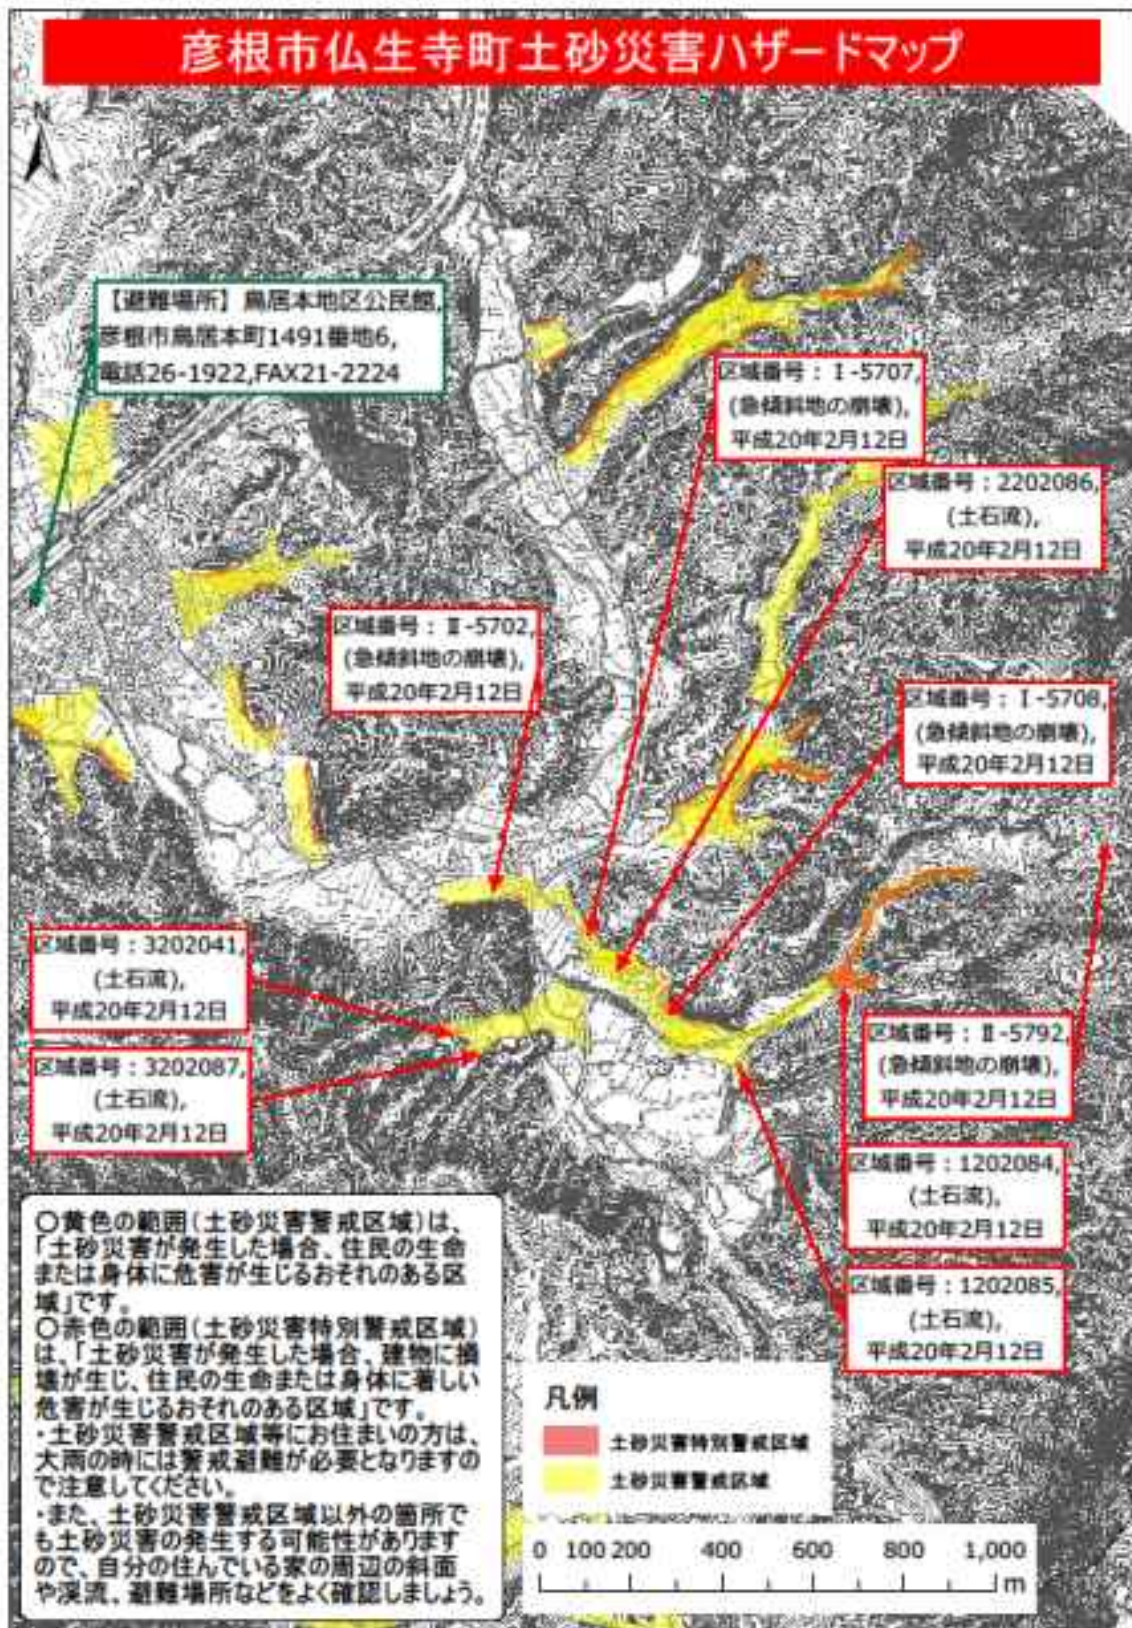 彦根市仏生寺町土砂災害ハザードマップ
【避難場所】鳥居本地区公民館,
彦根市鳥居本町1491番地6,
電話26-1922,FAX21-2224
区域番号：Ⅰ-5707,
(急傾斜地の崩壊),
平成20年2月12日
区域番号：2202086,
(土石流),
平成20年2月12日
区域番号：Ⅱ-5702,
(急傾斜地の崩壊),
平成20年2月12日
区域番号：Ⅰ-5708,
(急傾斜地の崩壊),
平成20年2月12日
区域番号：3202041,
(土石流),
平成20年2月12日
区域番号：3202087,
(土石流),
平成20年2月12日
区域番号：Ⅱ-5792,
(急傾斜地の崩壊),
平成20年2月12日
区域番号：1202084,
(土石流),
平成20年2月12日
区域番号：1202085,
(土石流),
平成20年2月12日
○黄色の範囲(土砂災害警戒区域)は、
「土砂災害が発生した場合、住民の生命
または身体に危害が生じるおそれのある区
域」です。
○赤色の範囲(土砂災害特別警戒区域)
は、「土砂災害が発生した場合、建物に損
壊が生じ、住民の生命または身体に著しい
危害が生じるおそれのある区域」です。
・土砂災害警戒区域等にお住まいの方は、
大雨の時には警戒避難が必要となりますの
で注意してください。
・また、土砂災害警戒区域以外の箇所で
も土砂災害の発生する可能性があります
ので、自分の住んでいる家の周辺の斜面
や渓流、避難場所などをよく確認しましょう。
凡例
土砂災害特別警戒区域
土砂災害警戒区域
0 100 200 400 600 800 1,000
m